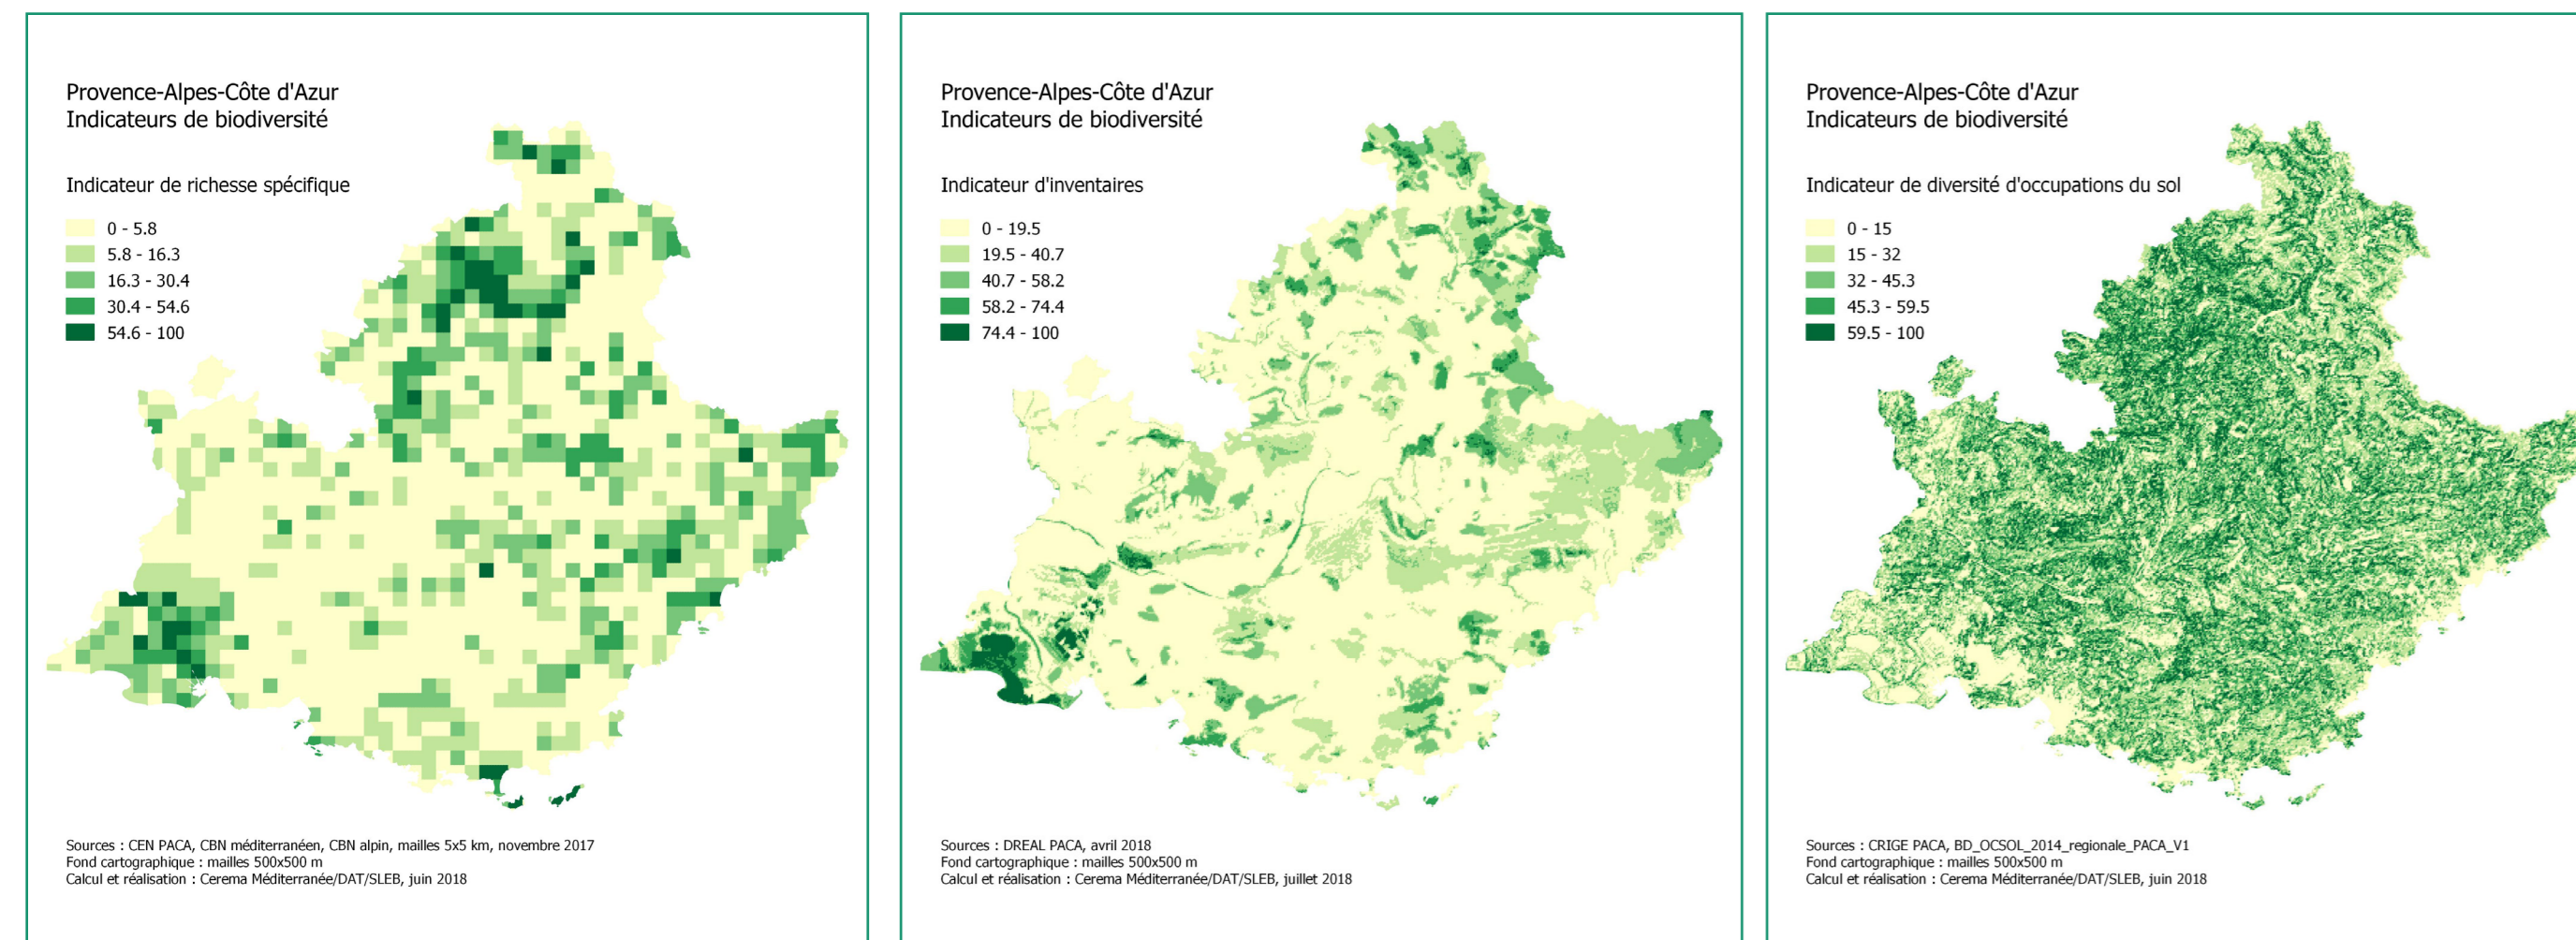 Provence-Alpes-Côte d'Azur
Indicateurs de biodiversité
Indicateur de richesse spécifique
0 - 5.8
5.8 - 16.3
16.3 - 30.4
30.4 - 54.6
54.6 - 100
Sources : CEN PACA, CBN méditerranéen, CBN alpin, mailles 5x5 km, novembre 2017
Fond cartographique : mailles 500x500 m
Calcul et réalisation : Cerema Méditerranée/DAT/SLEB, juin 2018
Provence-Alpes-Côte d'Azur
Indicateurs de biodiversité
Indicateur d'inventaires
0 - 19.5
19.5 - 40.7
40.7 - 58.2
58.2 - 74.4
74.4 - 100
Sources : DREAL PACA, avril 2018
Fond cartographique : mailles 500x500 m
Calcul et réalisation : Cerema Méditerranée/DAT/SLEB, juillet 2018
Provence-Alpes-Côte d'Azur
Indicateurs de biodiversité
Indicateur de diversité d'occupations du sol
0 - 15
15 - 32
32 - 45.3
45.3 - 59.5
59.5 - 100
Sources : CRIGE PACA, BD_OCSOL_2014_regionale_PACA_V1
Fond cartographique : mailles 500x500 m
Calcul et réalisation : Cerema Méditerranée/DAT/SLEB, juin 2018